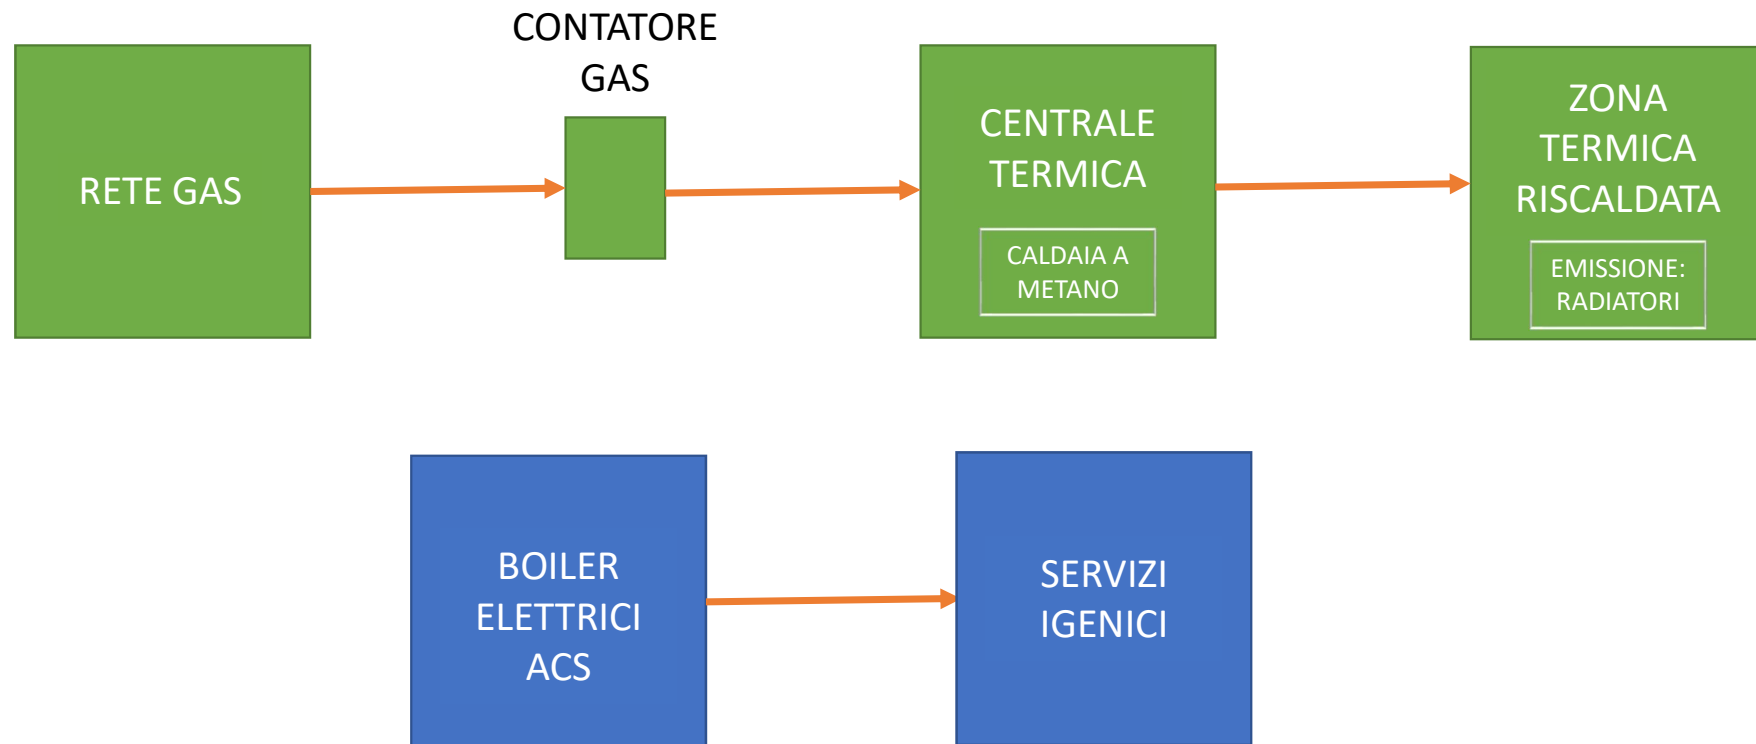 CONTATORE
GAS
RETE GAS
CENTRALE
TERMICA
CALDAIA A
METANO
ZONA
TERMICA
RISCALDATA
EMISSIONE:
RADIATORI
BOILER
ELETTRICI
ACS
SERVIZI
IGENICI